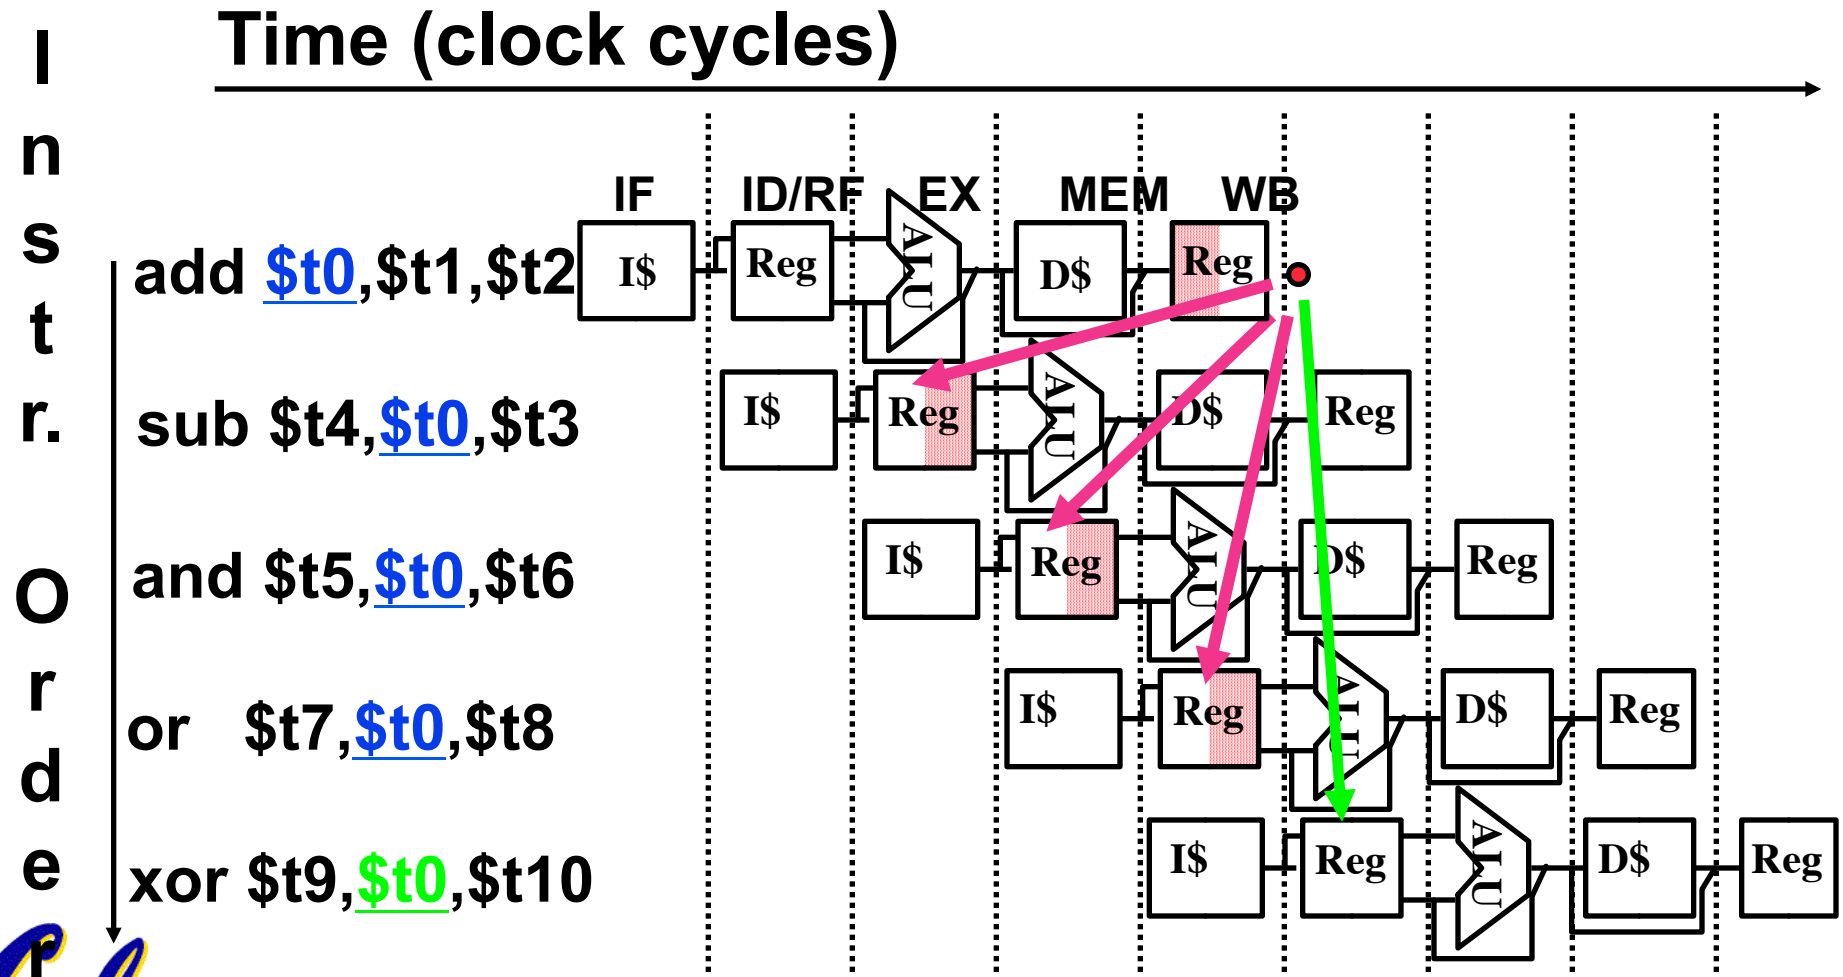 Time (clock cycles)
Instr. Order
IF ID/RF EX MEM WB
add $t0,$t1,$t2 I$ Reg ALU D$ Reg
sub $t4,$t0,$t3 I$ Reg ALU D$ Reg
and $t5,$t0,$t6 I$ Reg ALU D$ Reg
or $t7,$t0,$t8 I$ Reg ALU D$ Reg
xor $t9,$t0,$t10 I$ Reg ALU D$ Reg